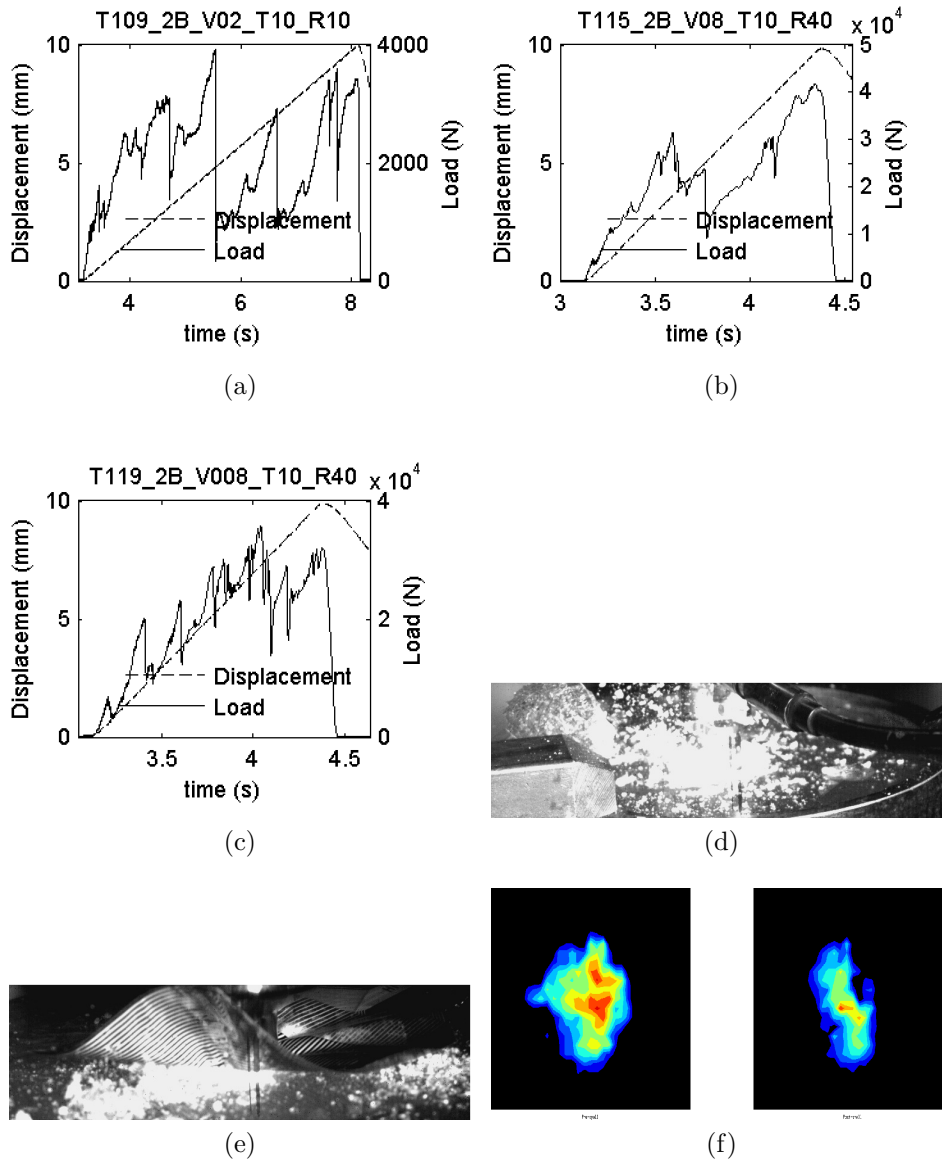 T109_2B_V02_T10_R10
10
5
0
Displacement (mm)
4000
2000
0
Load (N)
Displacement
Load
4
6
8
time (s)
(a)
T115_2B_V08_T10_R40
x 10^4
10
5
0
Displacement (mm)
5
4
3
2
1
0
Load (N)
Displacement
Load
3
3.5
4
4.5
time (s)
(b)
T119_2B_V008_T10_R40
x 10^4
10
5
0
Displacement (mm)
4
2
0
Load (N)
Displacement
Load
3.5
4
4.5
time (s)
(c)
(d)
(e)
(f)